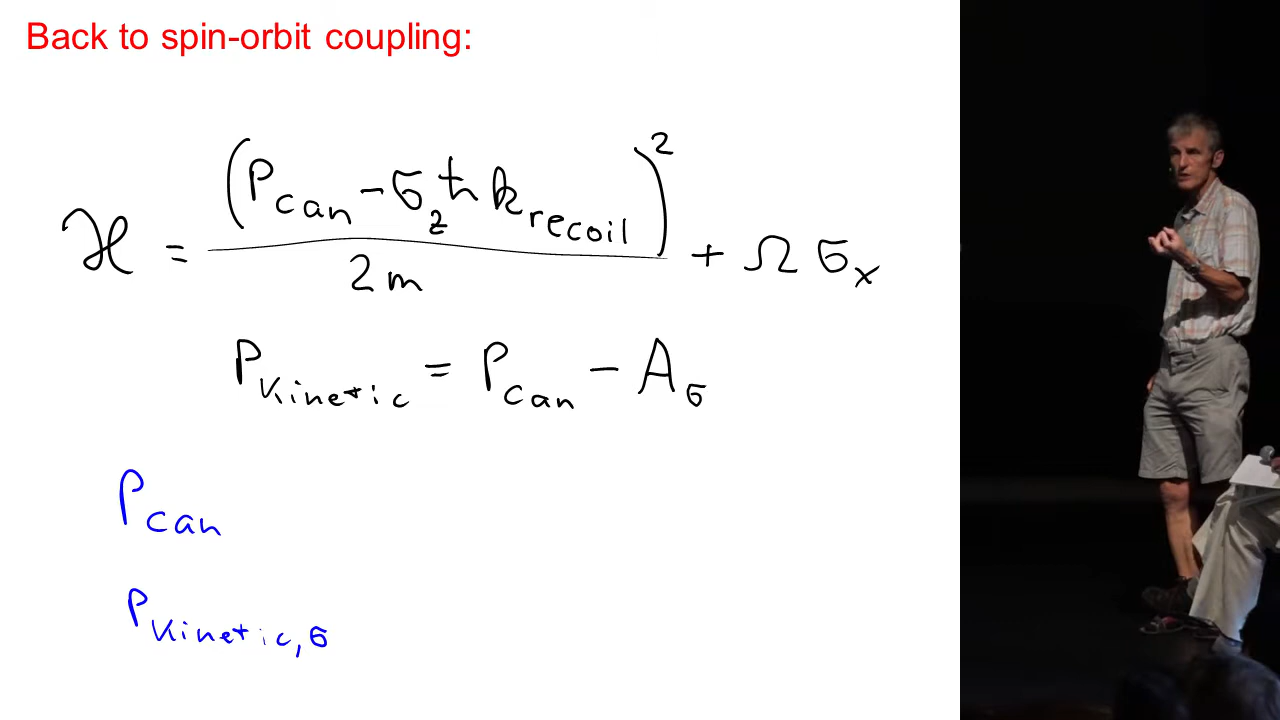 Back to spin-orbit coupling:
ℋ = (P_can − σ_z ħ k_recoil)² / 2m + Ω σ_x
P_kinetic = P_can − A_σ
P_can
P_kinetic,σ